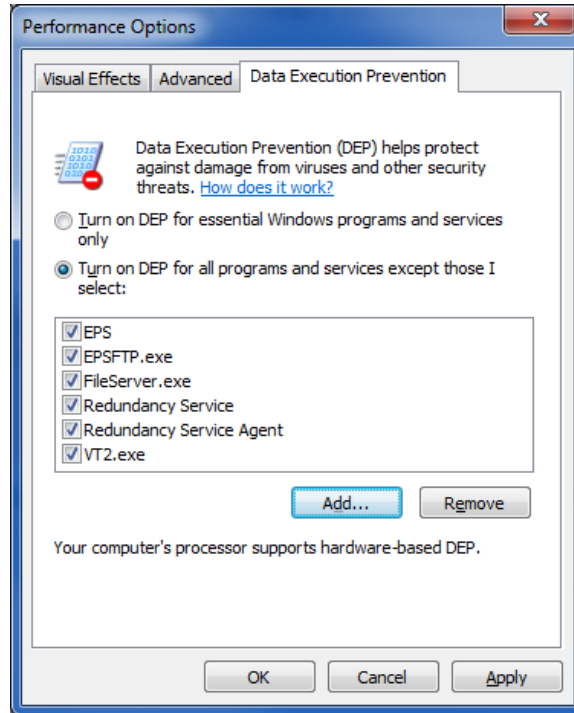 Performance Options
Visual Effects
Advanced
Data Execution Prevention
Data Execution Prevention (DEP) helps protect
against damage from viruses and other security
threats. How does it work?
Turn on DEP for essential Windows programs and services
only
Turn on DEP for all programs and services except those I
select:
EPS
EPSFTP.exe
FileServer.exe
Redundancy Service
Redundancy Service Agent
VT2.exe
Add...
Remove
Your computer's processor supports hardware-based DEP.
OK
Cancel
Apply